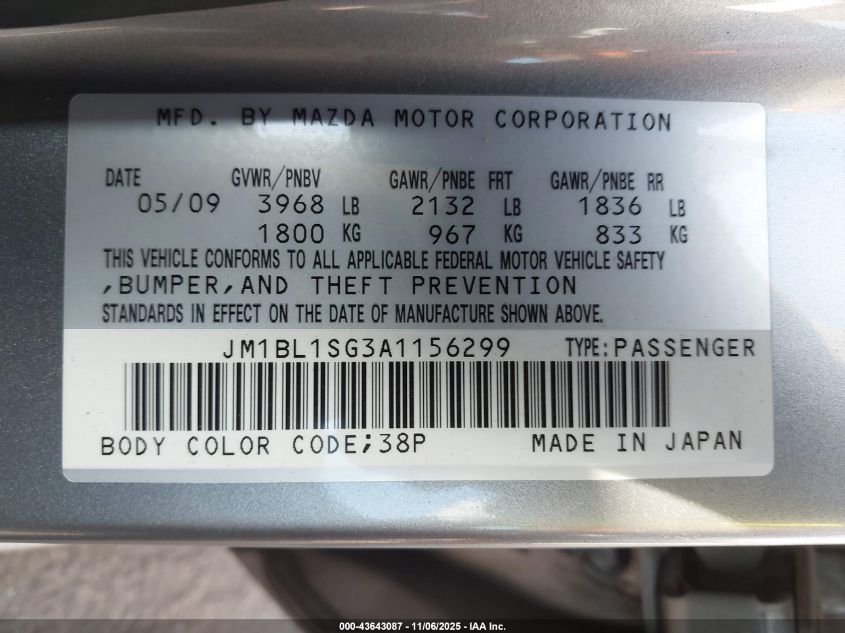 MFD. BY MAZDA MOTOR CORPORATION
DATE GVWR/PNBV GAWR/PNBE FRT GAWR/PNBE RR
05/09 3968 LB 2132 LB 1836 LB
1800 KG 967 KG 833 KG
THIS VEHICLE CONFORMS TO ALL APPLICABLE FEDERAL MOTOR VEHICLE SAFETY
,BUMPER,AND THEFT PREVENTION
STANDARDS IN EFFECT ON THE DATE OF MANUFACTURE SHOWN ABOVE.
JM1BL1SG3A1156299 TYPE:PASSENGER
BODY COLOR CODE;38P MADE IN JAPAN
000-43643087 - 11/06/2025 - IAA Inc.